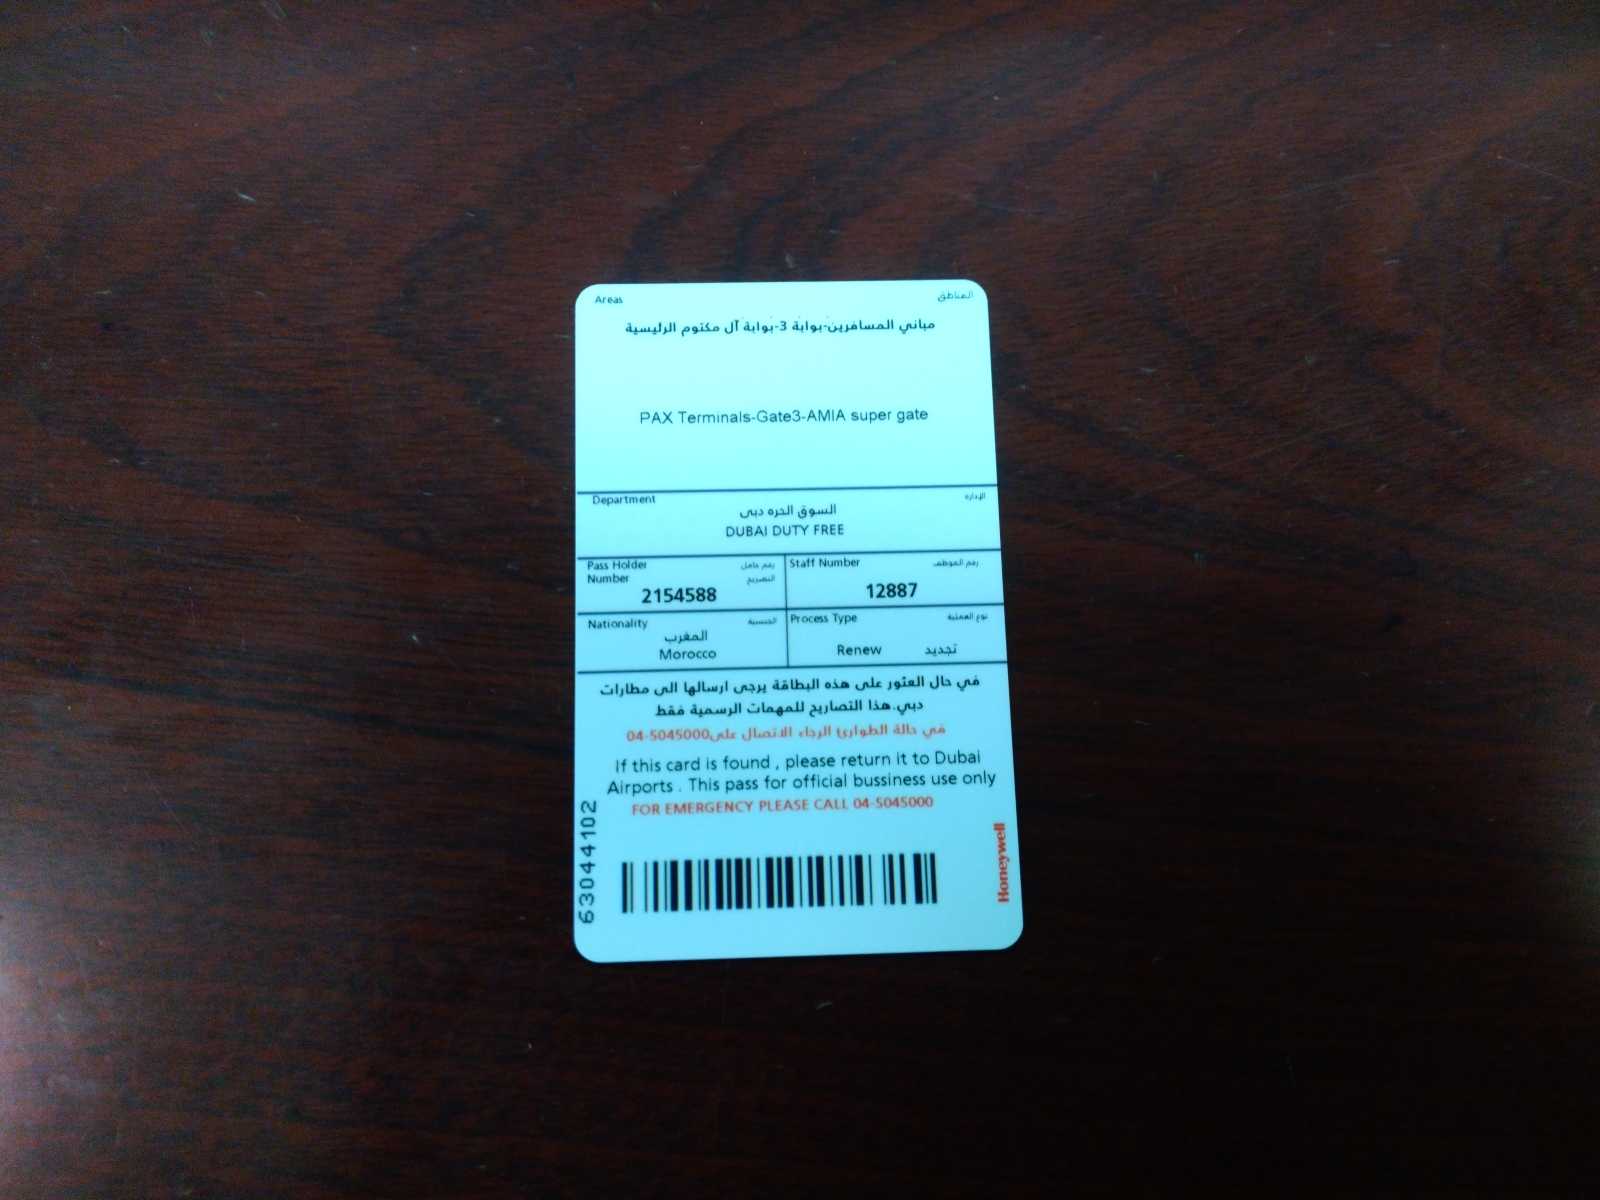 Areas المناطق
مباني المسافرين-بوابة 3-بوابة آل مكتوم الرئيسية
PAX Terminals-Gate3-AMIA super gate
Department الإدارة
السوق الحره دبى
DUBAI DUTY FREE
Pass Holder Number رقم حامل التصريح
2154588
Staff Number رقم الموظف
12887
Nationality الجنسية
المغرب
Morocco
Process Type نوع العملية
Renew تجديد
في حال العثور على هذه البطاقة يرجى ارسالها الى مطارات
دبي.هذا التصاريح للمهمات الرسمية فقط
في حالة الطوارئ الرجاء الاتصال على04-5045000
If this card is found , please return it to Dubai
Airports . This pass for official bussiness use only
FOR EMERGENCY PLEASE CALL 04-5045000
63044102
Honeywell